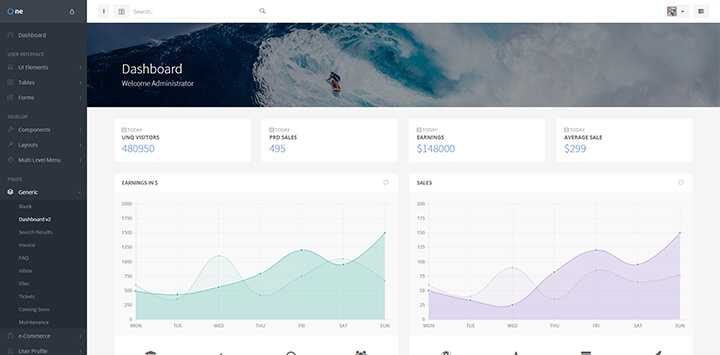 One
Search..
Dashboard
USER INTERFACE
UI Elements
Tables
Forms
DEVELOP
Components
Layouts
Multi Level Menu
PAGES
Generic
Blank
Dashboard v2
Search Results
Invoice
FAQ
Inbox
Files
Tickets
Coming Soon
Maintenance
e-Commerce
User Profile
Dashboard
Welcome Administrator
TODAY
UNQ VISITORS
480950
TODAY
PRD SALES
495
TODAY
EARNINGS
$148000
TODAY
AVERAGE SALE
$299
EARNINGS IN $
2000
1750
1500
1250
1000
750
500
250
0
MON TUE WED THU FRI SAT SUN
SALES
200
175
150
125
100
75
50
25
0
MON TUE WED THU FRI SAT SUN